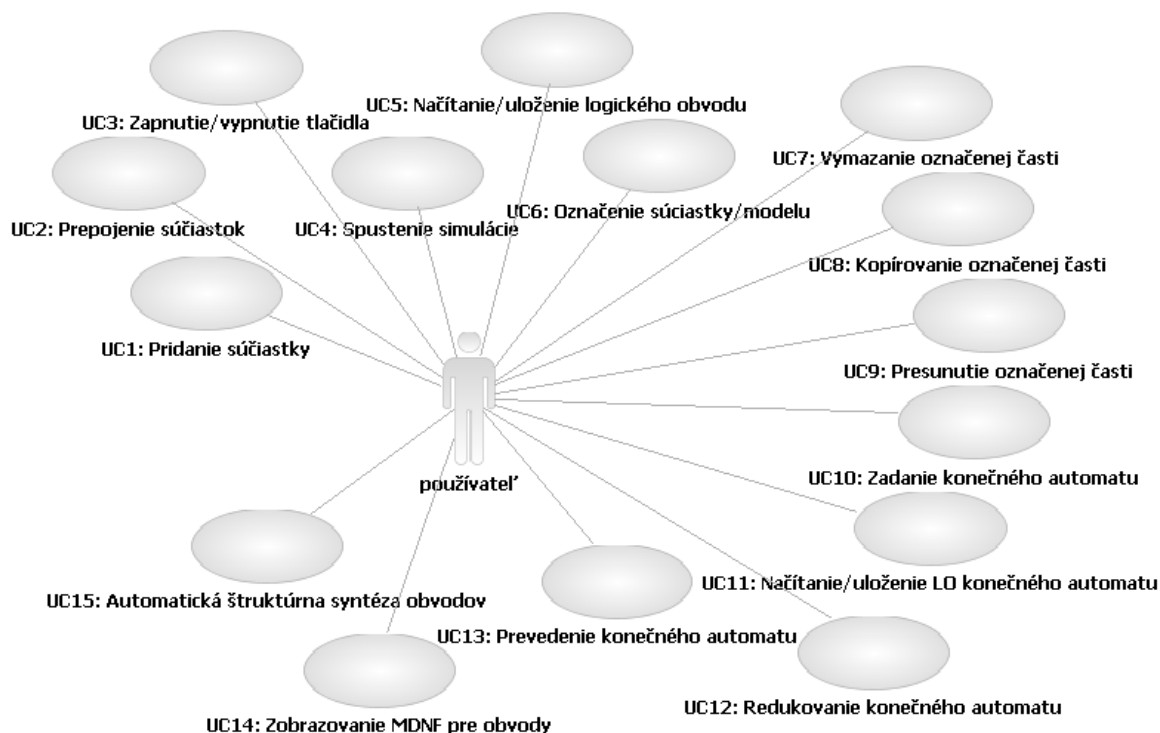 UC5: Načítanie/uloženie logického obvodu
UC3: Zapnutie/vypnutie tlačidla
UC7: Vymazanie označenej časti
UC6: Označenie súciastky/modelu
UC2: Prepojenie súčiastok
UC4: Spustenie simulácie
UC8: Kopírovanie označenej časti
UC1: Pridanie súčiastky
UC9: Presunutie označenej časti
UC10: Zadanie konečného automatu
používateľ
UC11: Načítanie/uloženie LO konečného automatu
UC15: Automatická štruktúrna syntéza obvodov
UC13: Prevedenie konečného automatu
UC12: Redukovanie konečného automatu
UC14: Zobrazovanie MDNF pre obvody